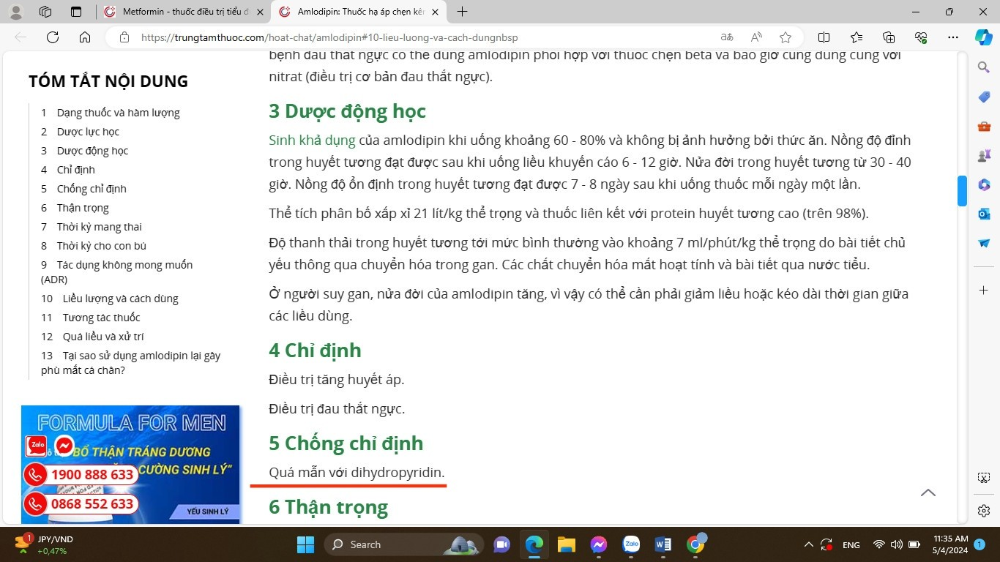 Metformin - thuốc điều trị tiểu đ
Amlodipin: Thuốc hạ áp chẹn kên
https://trungtamthuoc.com/hoat-chat/amlodipin#10-lieu-luong-va-cach-dungnbsp
TÓM TẮT NỘI DUNG
1 Dạng thuốc và hàm lượng
2 Dược lực học
3 Dược động học
4 Chỉ định
5 Chống chỉ định
6 Thận trọng
7 Thời kỳ mang thai
8 Thời kỳ cho con bú
9 Tác dụng không mong muốn
(ADR)
10 Liều lượng và cách dùng
11 Tương tác thuốc
12 Quá liều và xử trí
13 Tại sao sử dụng amlodipin lại gây
phù mắt cá chân?
FORMULA FOR MEN
Zalo
"BỔ THẬN TRÁNG DƯƠNG
CƯỜNG SINH LÝ"
1900 888 633
0868 552 633
YẾU SINH LÝ
bệnh đau thắt ngực có thể dùng amlodipin phối hợp với thuốc chẹn beta và bao giờ cũng dùng cùng với
nitrat (điều trị cơ bản đau thắt ngực).
3 Dược động học
Sinh khả dụng của amlodipin khi uống khoảng 60 - 80% và không bị ảnh hưởng bởi thức ăn. Nồng độ đỉnh
trong huyết tương đạt được sau khi uống liều khuyến cáo 6 - 12 giờ. Nửa đời trong huyết tương từ 30 - 40
giờ. Nồng độ ổn định trong huyết tương đạt được 7 - 8 ngày sau khi uống thuốc mỗi ngày một lần.
Thể tích phân bố xấp xỉ 21 lít/kg thể trọng và thuốc liên kết với protein huyết tương cao (trên 98%).
Độ thanh thải trong huyết tương tới mức bình thường vào khoảng 7 ml/phút/kg thể trọng do bài tiết chủ
yếu thông qua chuyển hóa trong gan. Các chất chuyển hóa mất hoạt tính và bài tiết qua nước tiểu.
Ở người suy gan, nửa đời của amlodipin tăng, vì vậy có thể cần phải giảm liều hoặc kéo dài thời gian giữa
các liều dùng.
4 Chỉ định
Điều trị tăng huyết áp.
Điều trị đau thắt ngực.
5 Chống chỉ định
Quá mẫn với dihydropyridin.
6 Thận trọng
1
JPY/VND
+0,47%
Search
Zalo
ENG
11:35 AM
5/4/2024
1